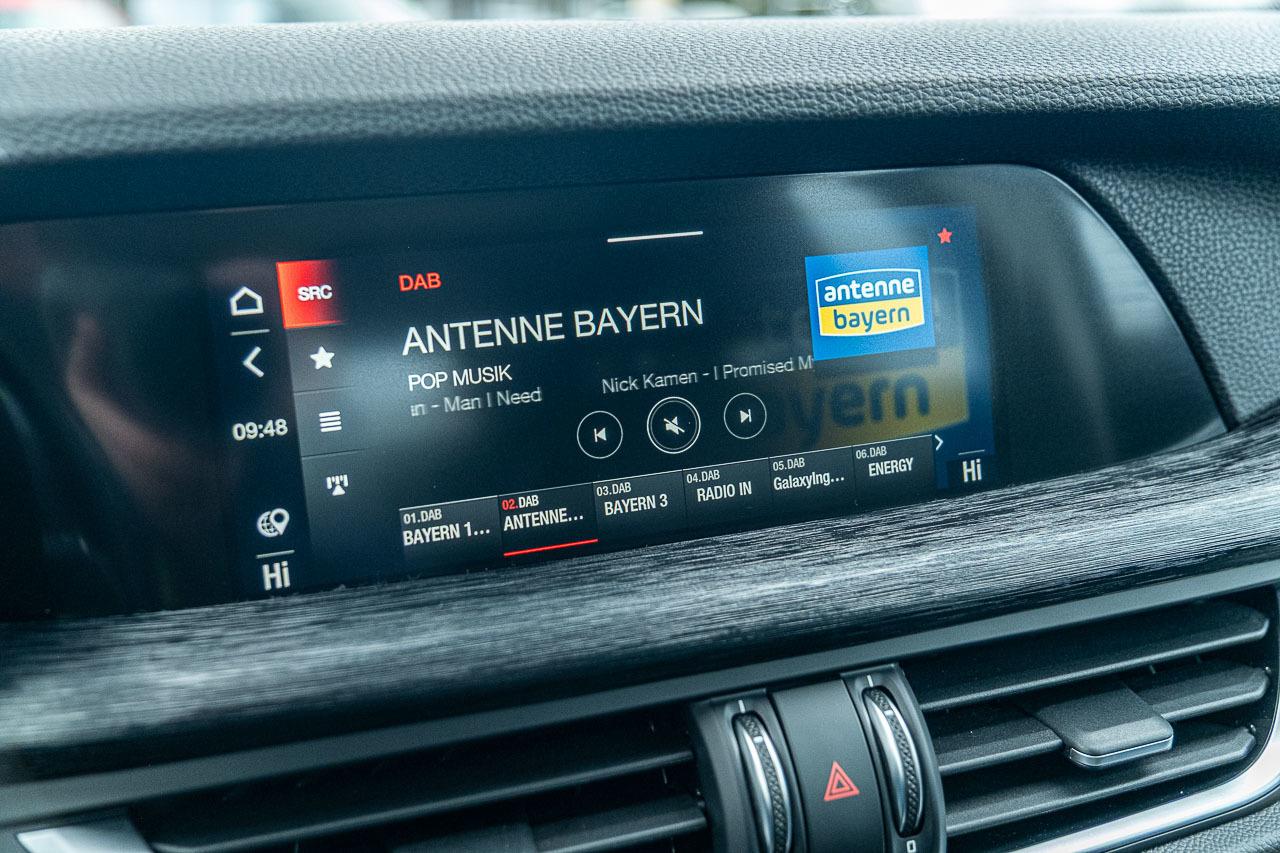 SRC
DAB
antenne
bayern
ANTENNE BAYERN
POP MUSIK
- Man I Need
Nick Kamen - I Promised M
09:48
yern
01.DAB
BAYERN 1...
02.DAB
ANTENNE...
03.DAB
BAYERN 3
04.DAB
RADIO IN
05.DAB
GalaxyIng...
06.DAB
ENERGY
Hi
Hi
0